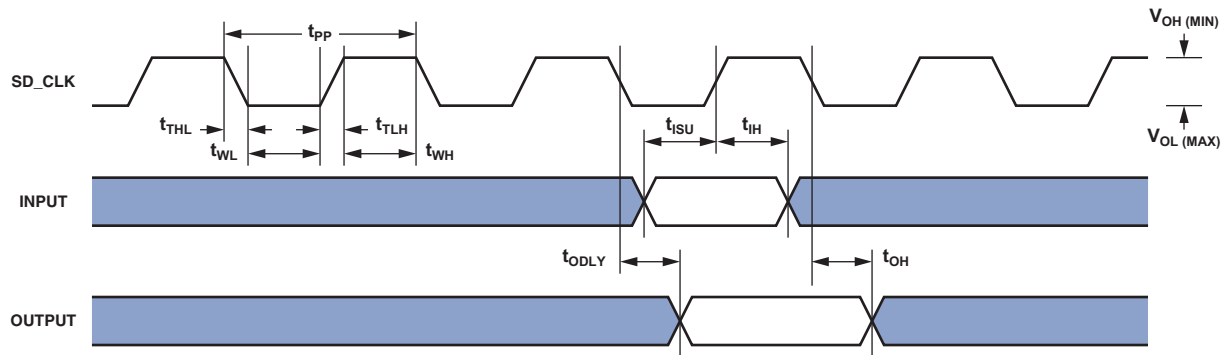 tPP
VOH (MIN)
SD_CLK
tTHL
tTLH
tISU
tIH
VOL (MAX)
tWL
tWH
INPUT
tODLY
tOH
OUTPUT